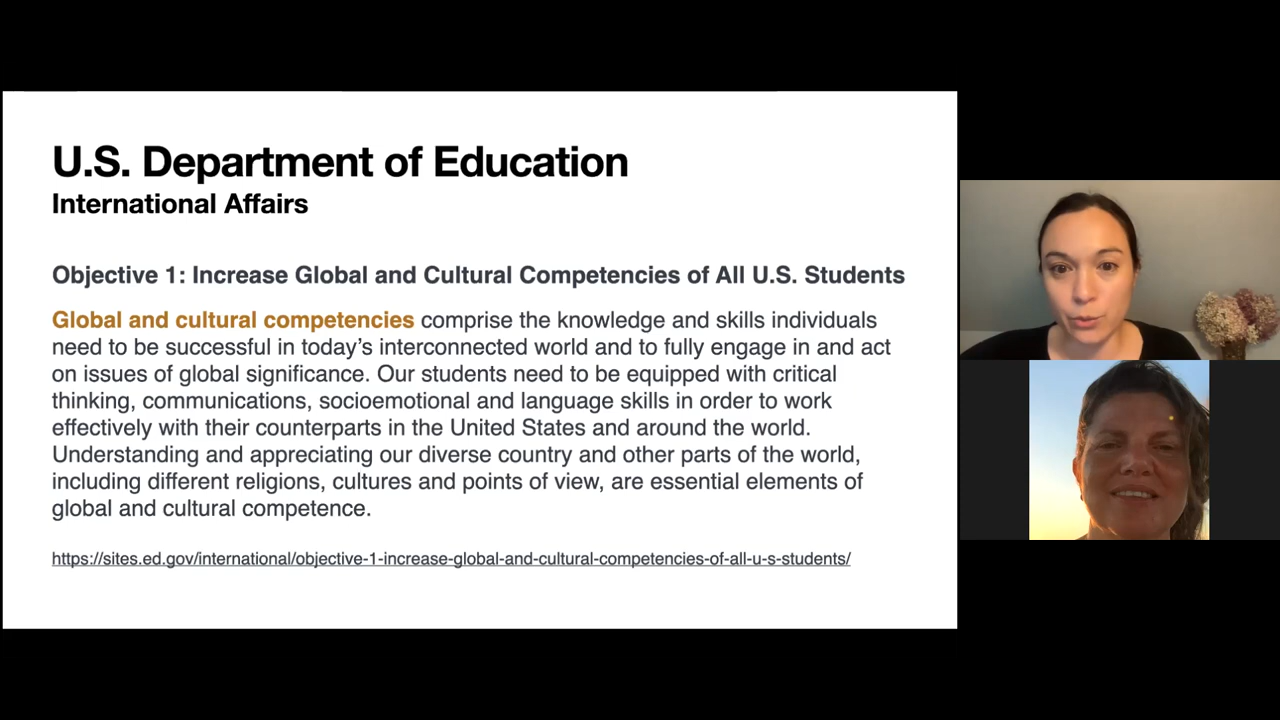 U.S. Department of Education
International Affairs
Objective 1: Increase Global and Cultural Competencies of All U.S. Students
Global and cultural competencies comprise the knowledge and skills individuals
need to be successful in today’s interconnected world and to fully engage in and act
on issues of global significance. Our students need to be equipped with critical
thinking, communications, socioemotional and language skills in order to work
effectively with their counterparts in the United States and around the world.
Understanding and appreciating our diverse country and other parts of the world,
including different religions, cultures and points of view, are essential elements of
global and cultural competence.
https://sites.ed.gov/international/objective-1-increase-global-and-cultural-competencies-of-all-u-s-students/